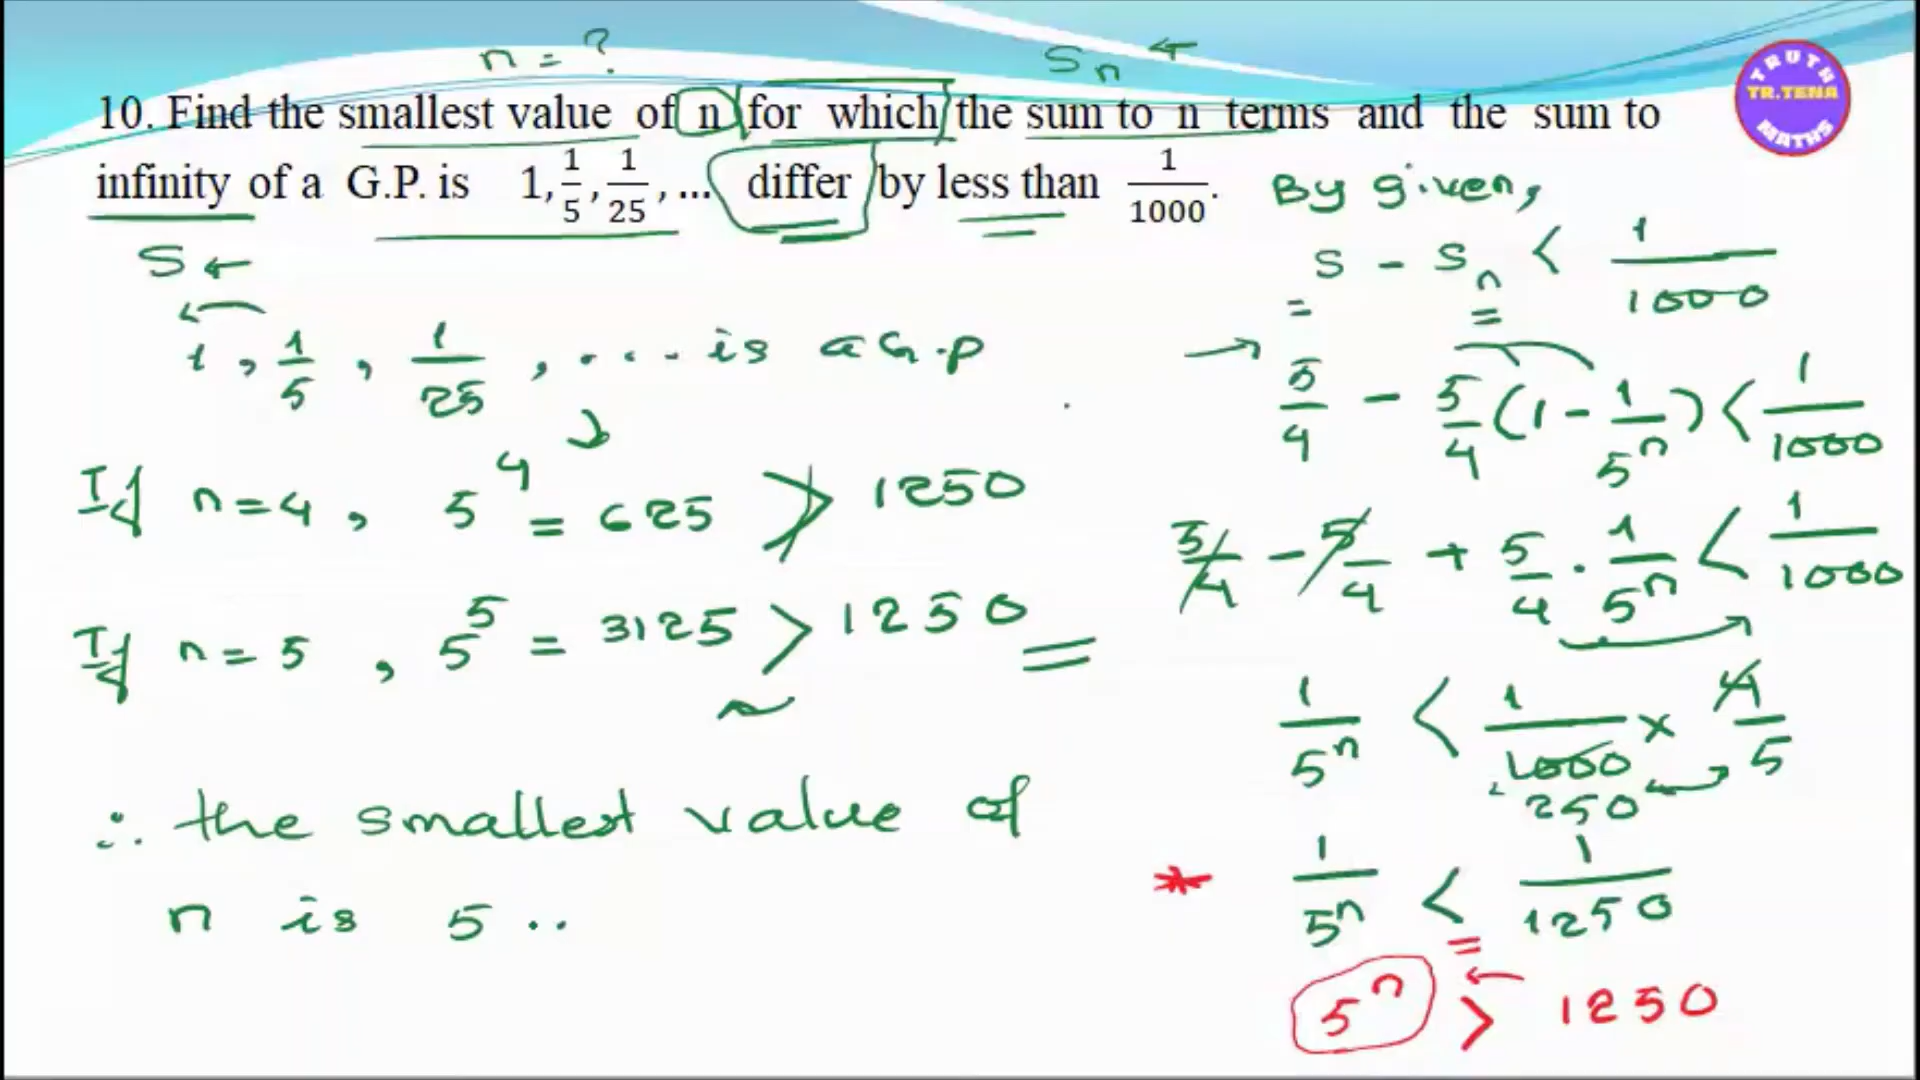 n = ?
Sn ←
TRUTH
TR.TENA
MATHS
10. Find the smallest value of n for which the sum to n terms and the sum to
infinity of a G.P. is 1, 1/5, 1/25, ... differ by less than 1/1000.
S ←
1, 1/5, 1/25, .... is a G.P
If n = 4, 5^4 = 625 ≯ 1250
If n = 5, 5^5 = 3125 > 1250
∴ the smallest value of
n is 5 ..
By given,
S - Sn < 1/1000
→ 5/4 - 5/4 (1 - 1/5^n) < 1/1000
5/4 - 5/4 + 5/4 . 1/5^n < 1/1000
1/5^n < 1/1000 × 4/5
250
* 1/5^n < 1/1250
5^n > 1250